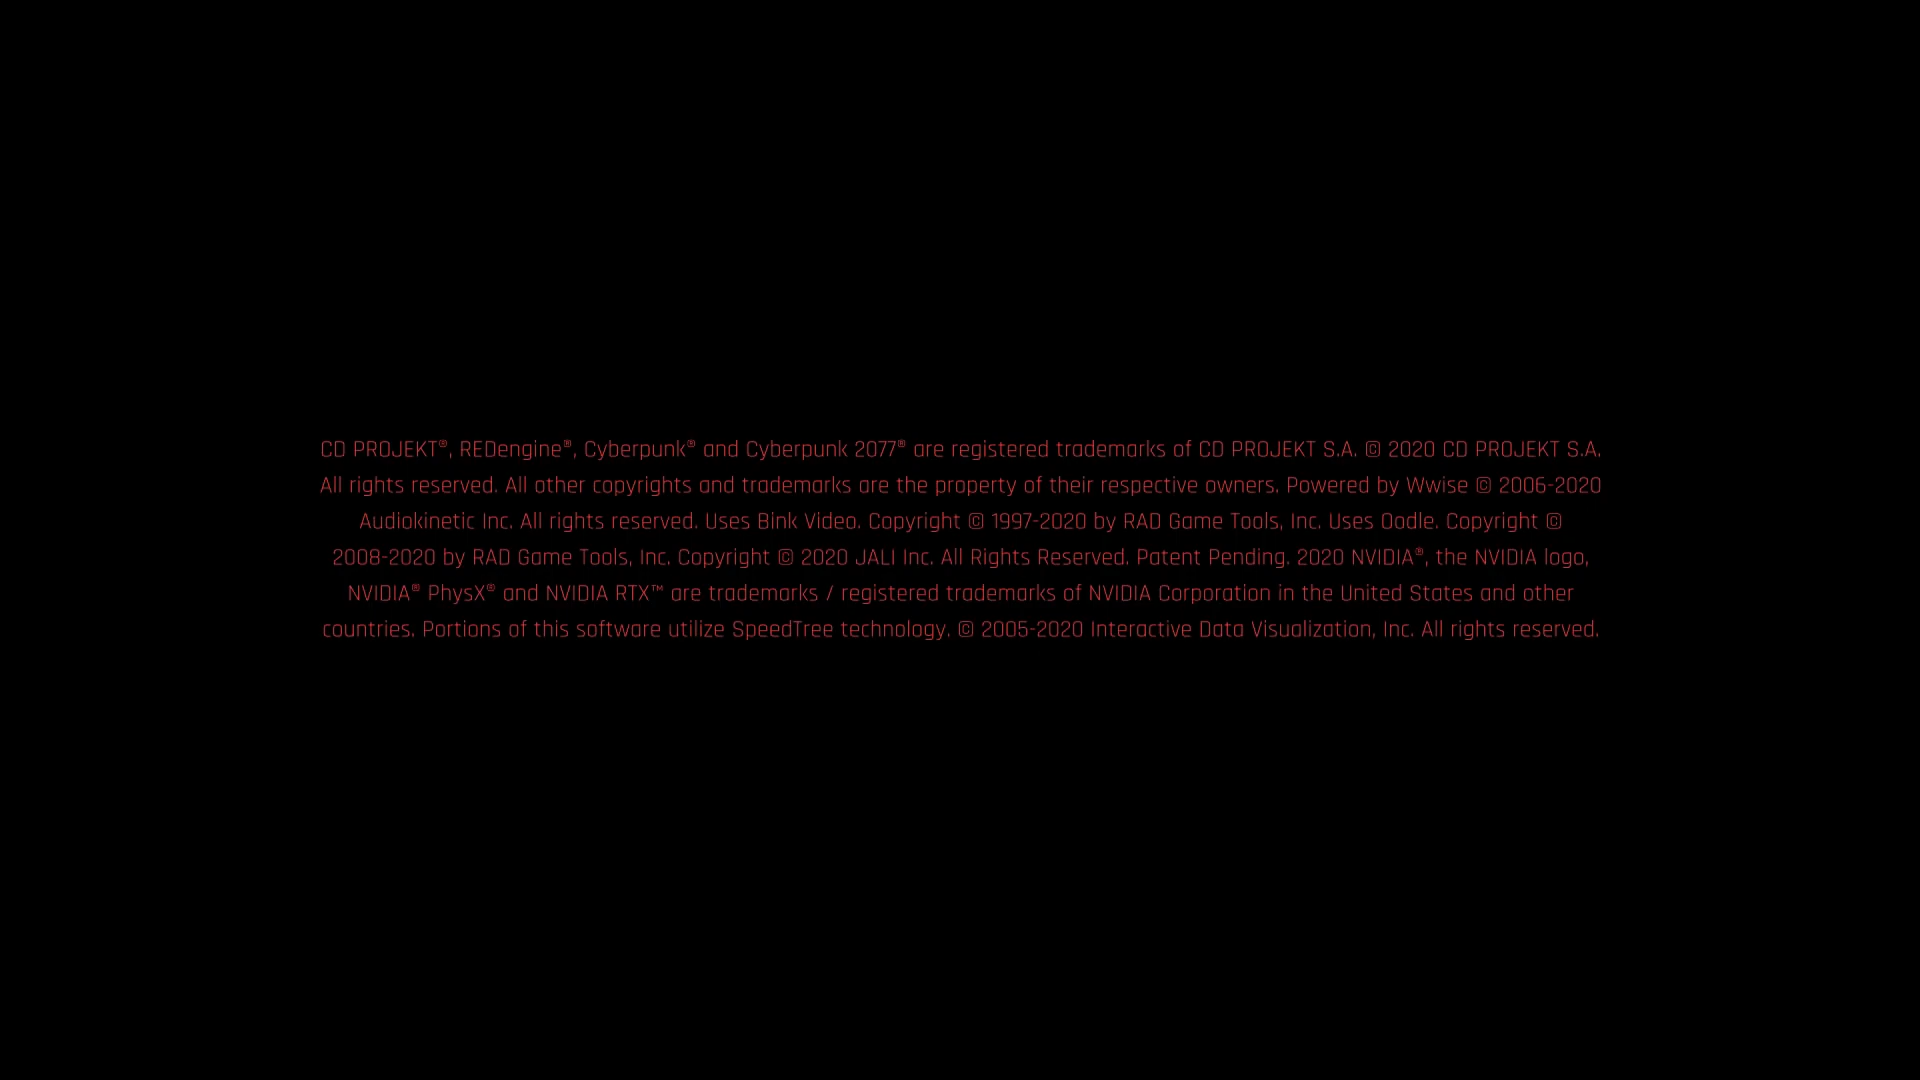 CD PROJEKT®, REDengine®, Cyberpunk® and Cyberpunk 2077® are registered trademarks of CD PROJEKT S.A. © 2020 CD PROJEKT S.A.
All rights reserved. All other copyrights and trademarks are the property of their respective owners. Powered by Wwise © 2006-2020
Audiokinetic Inc. All rights reserved. Uses Bink Video. Copyright © 1997-2020 by RAD Game Tools, Inc. Uses Oodle. Copyright ©
2008-2020 by RAD Game Tools, Inc. Copyright © 2020 JALI Inc. All Rights Reserved. Patent Pending. 2020 NVIDIA®, the NVIDIA logo,
NVIDIA® PhysX® and NVIDIA RTX™ are trademarks / registered trademarks of NVIDIA Corporation in the United States and other
countries. Portions of this software utilize SpeedTree technology. © 2005-2020 Interactive Data Visualization, Inc. All rights reserved.